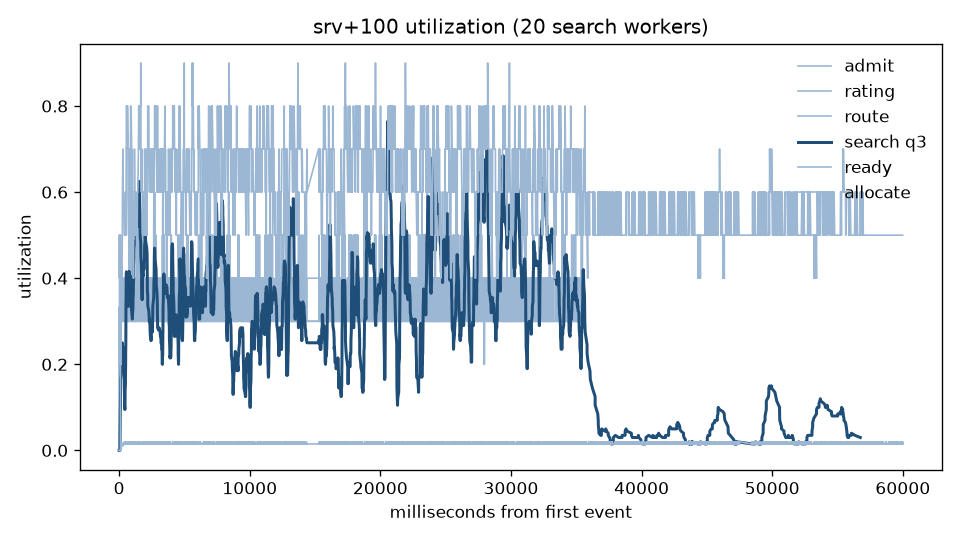 srv+100 utilization (20 search workers)
admit
rating
route
search q3
ready
allocate
utilization
0.8
0.6
0.4
0.2
0.0
0
10000
20000
30000
40000
50000
60000
milliseconds from first event